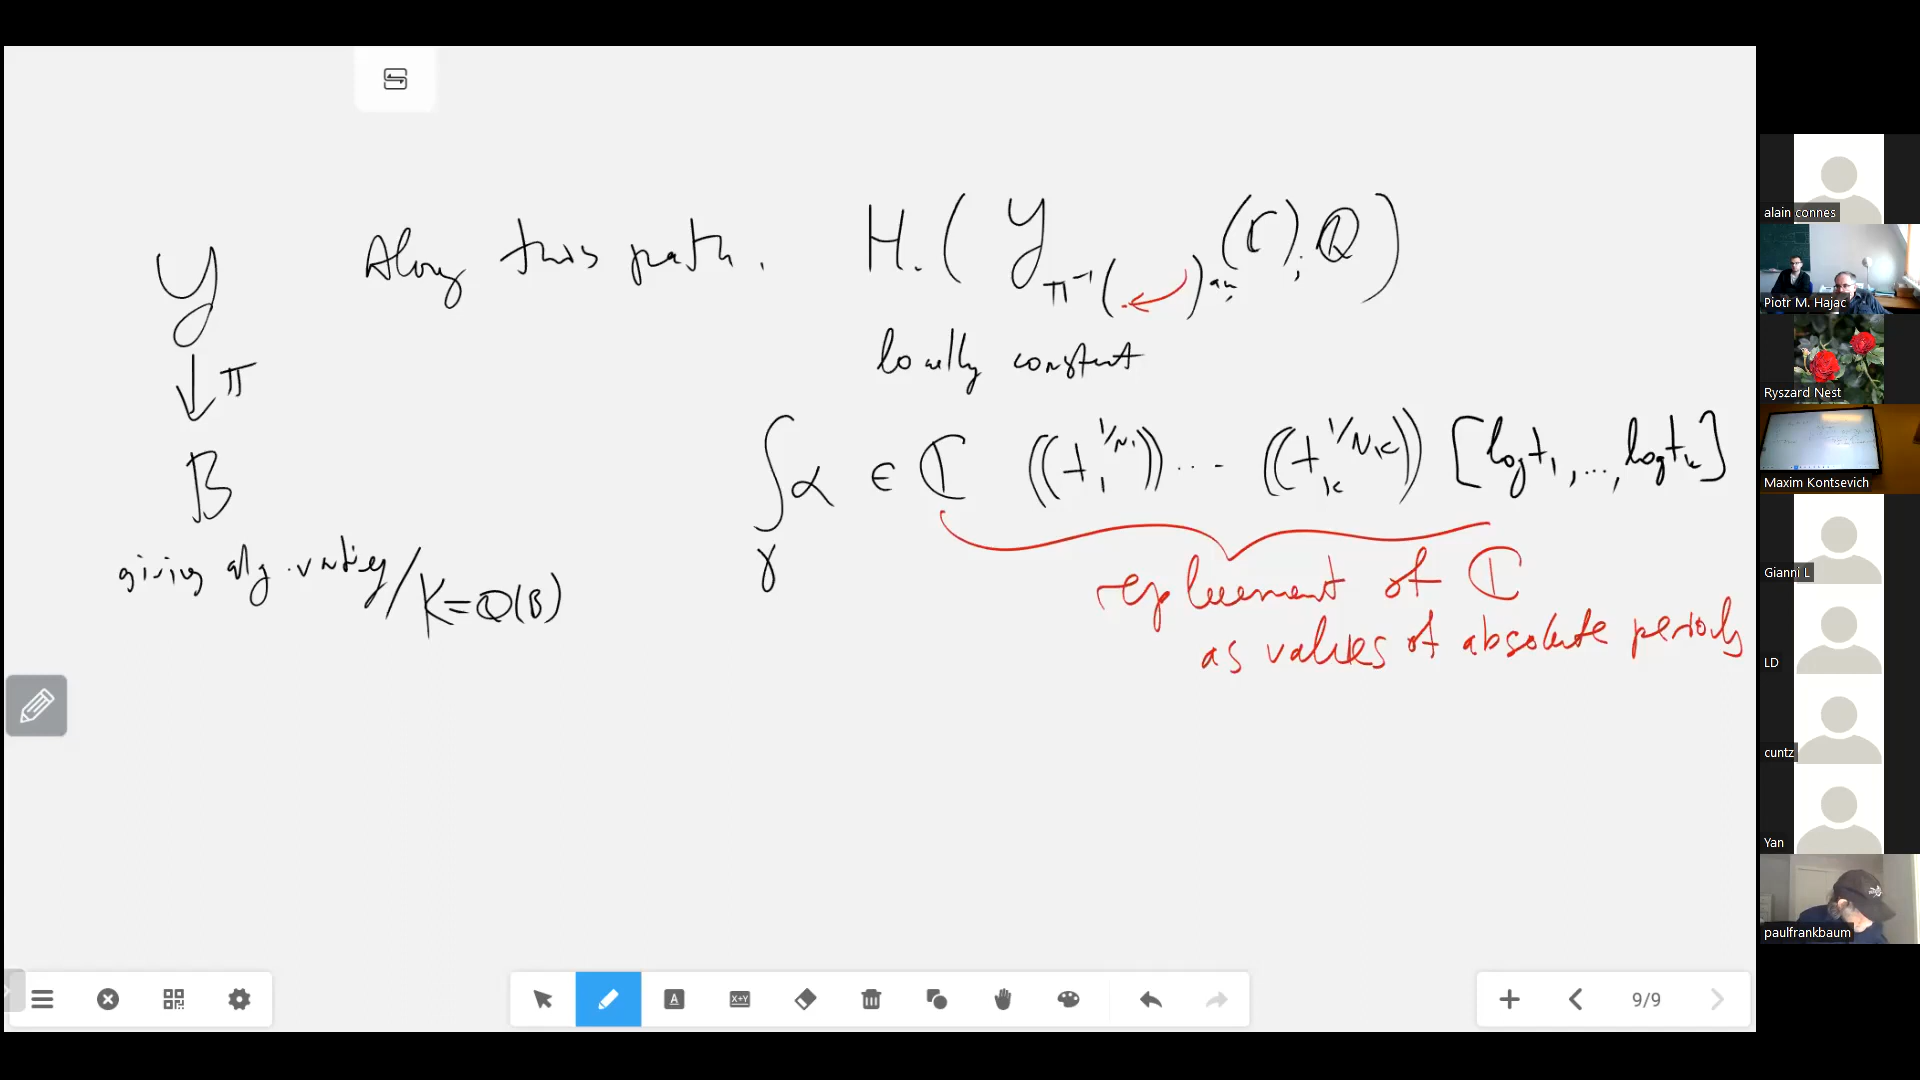 Along this path. H.( Y_{π⁻¹(←)^{an}}(C); Q )
Y
↓ π
B
locally constant
giving alg. variety / K=Q(B)
∫_γ α ∈ C ((t_1^{1/N_1})) ... ((t_k^{1/N_k})) [log t_1, ..., log t_k]
replacement of C
as values of absolute periods
alain connes
Piotr M. Hajac
Ryszard Nest
Maxim Kontsevich
Gianni L
LD
cuntz
Yan
paulfrankbaum
A
X+Y
9/9